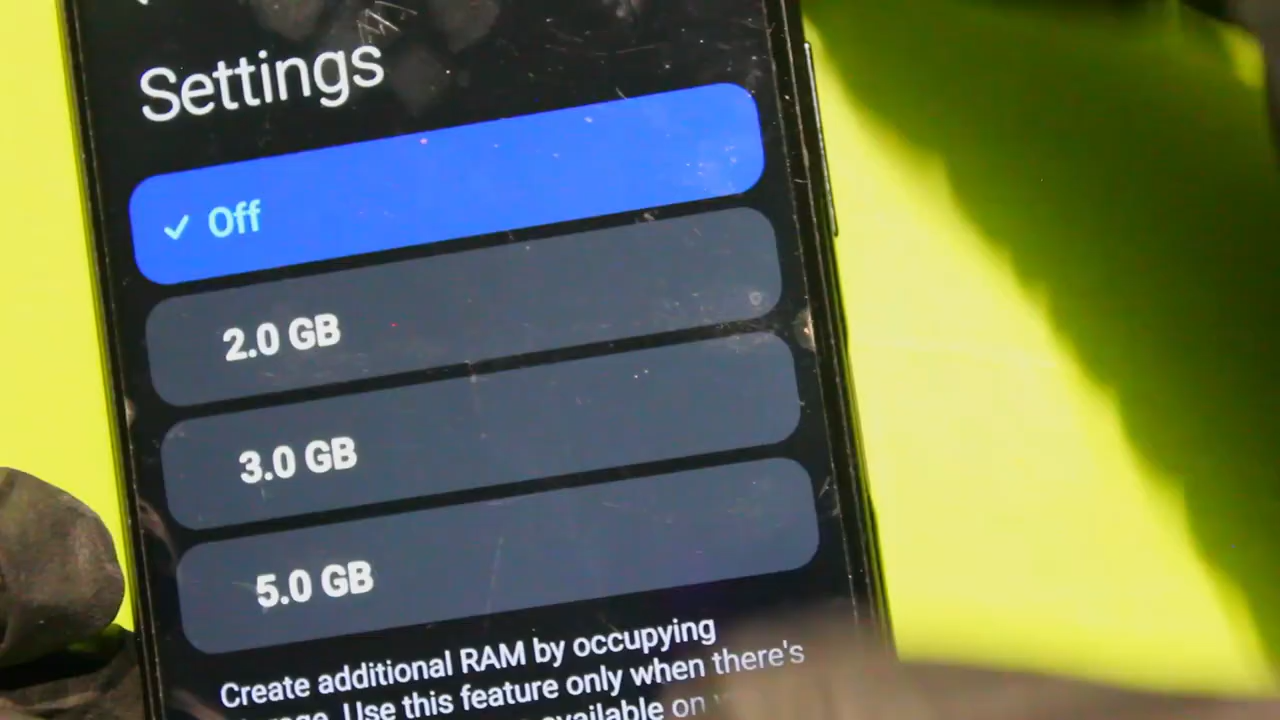 Settings
Off
2.0 GB
3.0 GB
5.0 GB
Create additional RAM by occupying
Use this feature only when there's
available on